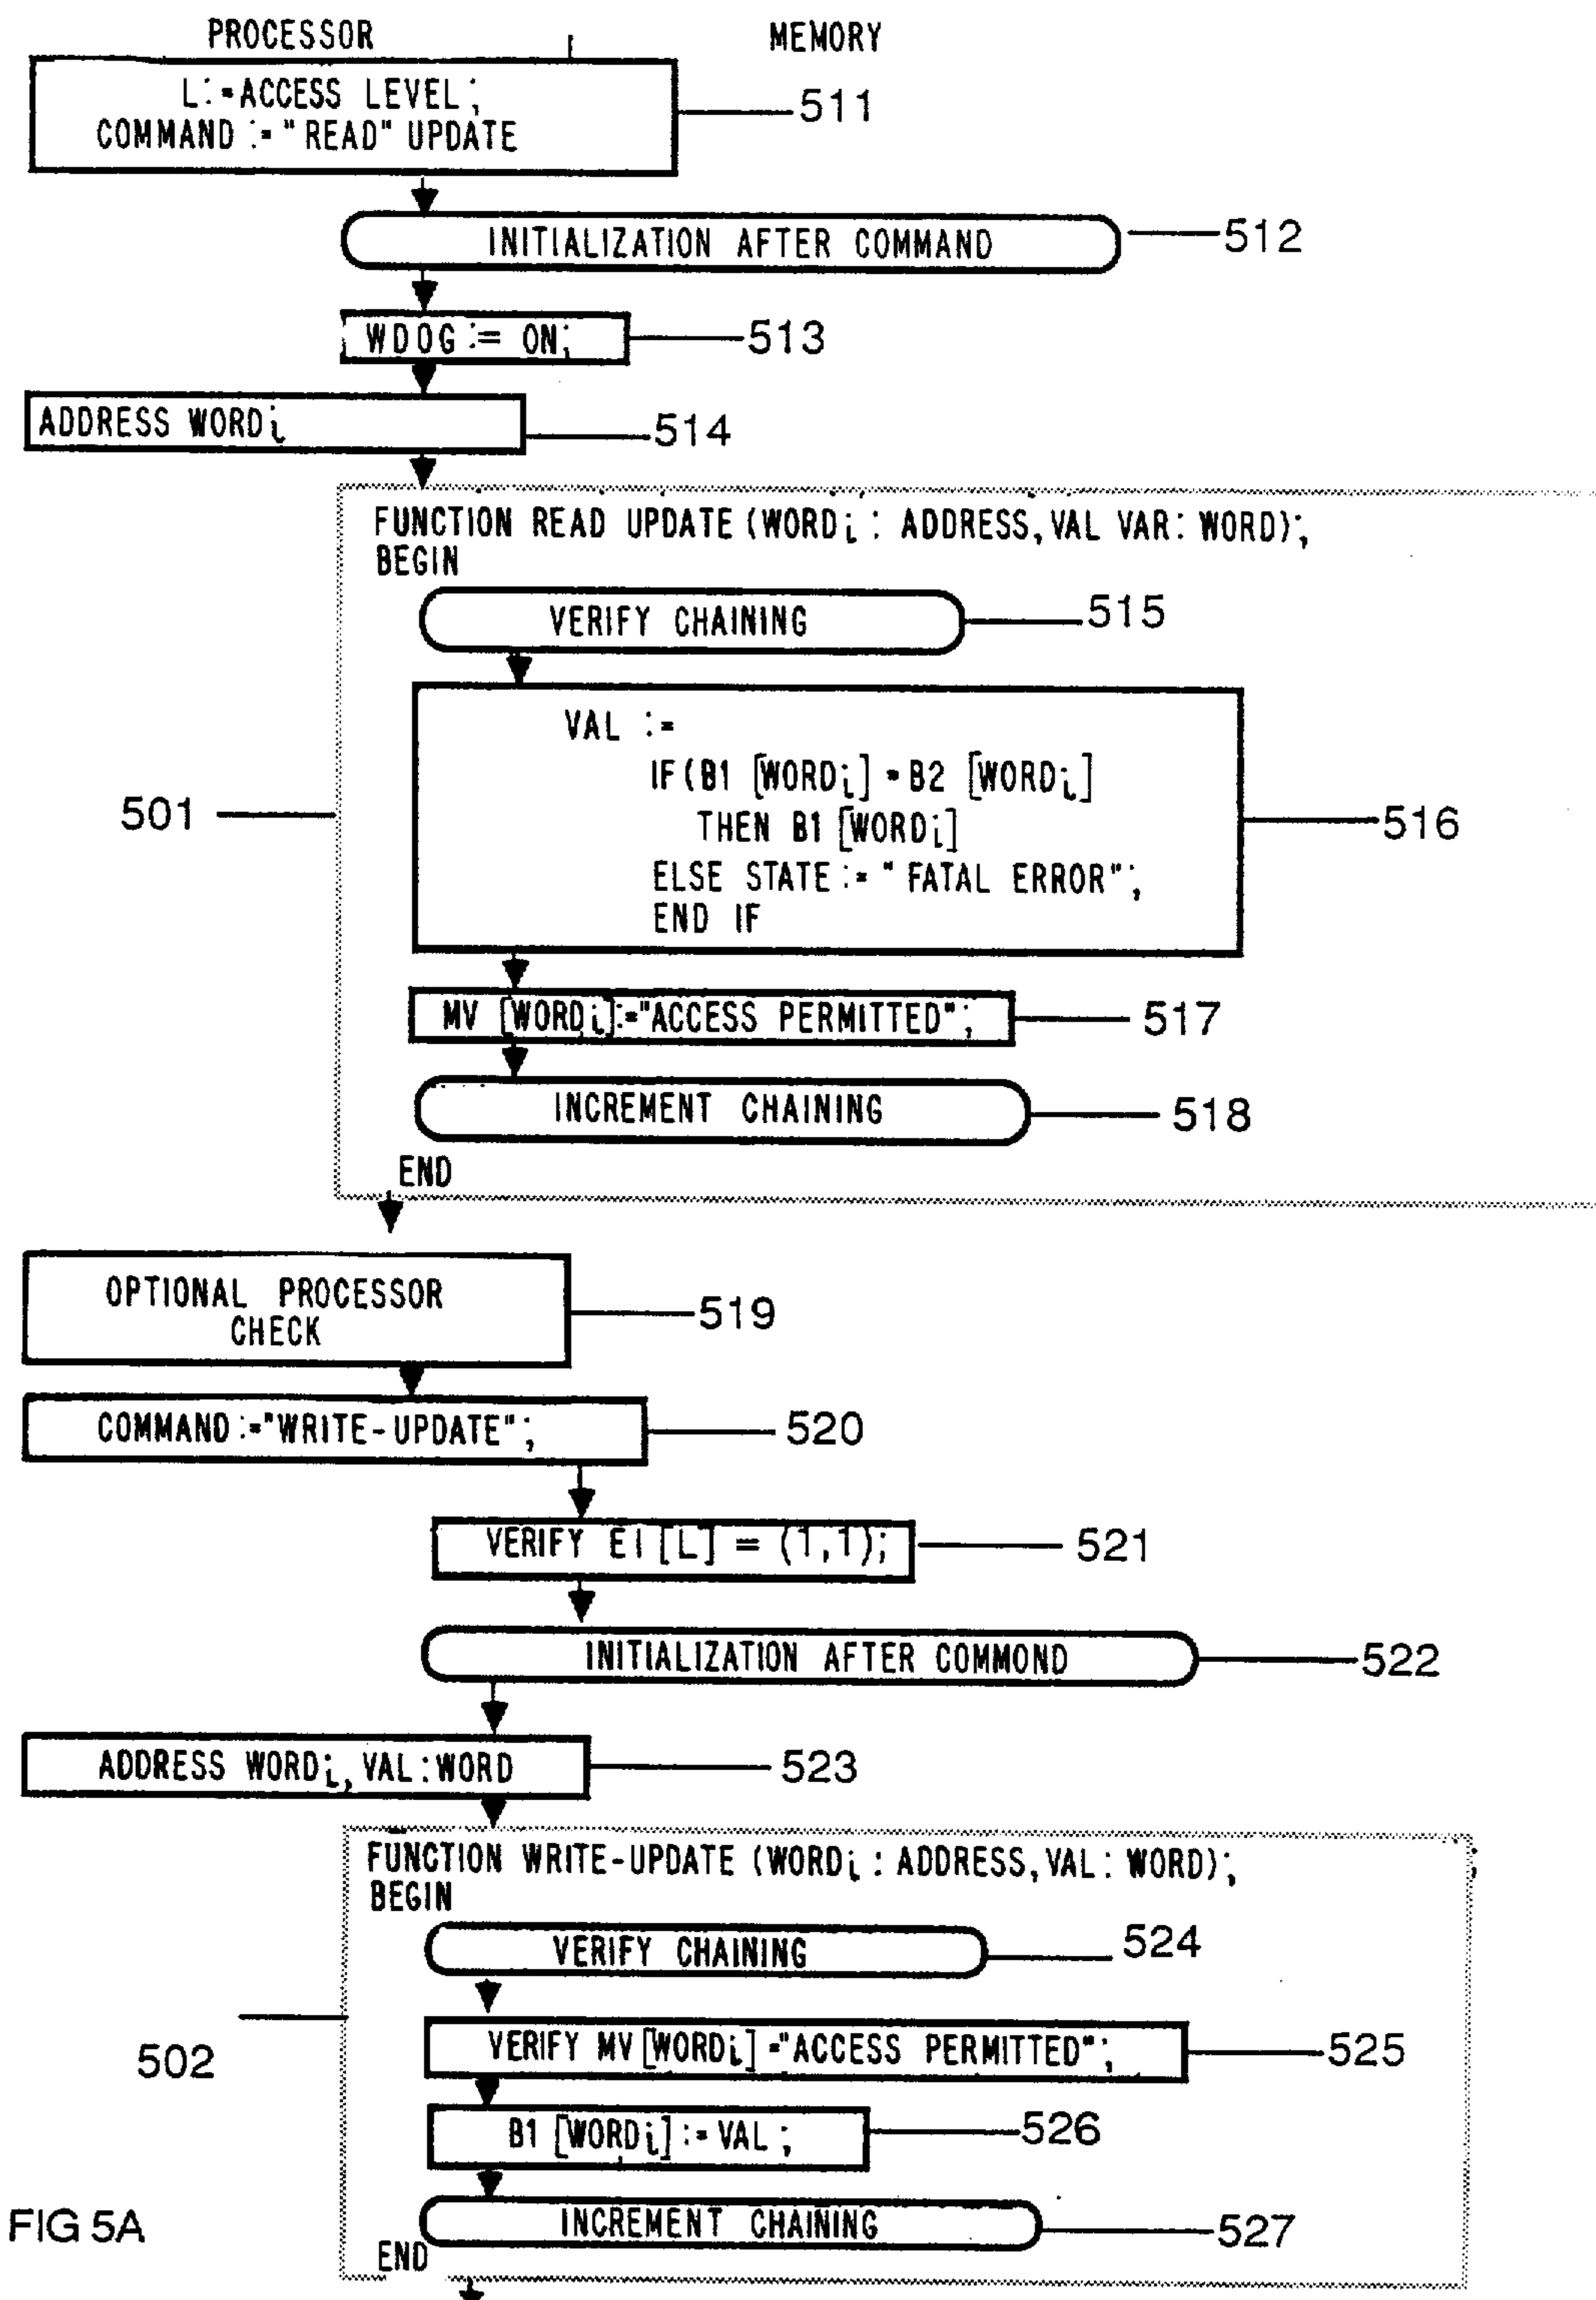 PROCESSOR MEMORY
L:=ACCESS LEVEL;
COMMAND := "READ" UPDATE
511
INITIALIZATION AFTER COMMAND
512
WDOG := ON;
513
ADDRESS WORDi
514
FUNCTION READ UPDATE (WORDi : ADDRESS, VAL VAR: WORD);
BEGIN
VERIFY CHAINING
515
VAL :=
IF(B1 [WORDi] = B2 [WORDi]
THEN B1 [WORDi]
ELSE STATE := " FATAL ERROR";
END IF
501
516
MV [WORDi]:="ACCESS PERMITTED";
517
INCREMENT CHAINING
518
END
OPTIONAL PROCESSOR
CHECK
519
COMMAND :="WRITE-UPDATE";
520
VERIFY EI [L] = (1,1);
521
INITIALIZATION AFTER COMMOND
522
ADDRESS WORDi, VAL:WORD
523
FUNCTION WRITE-UPDATE (WORDi : ADDRESS, VAL: WORD);
BEGIN
VERIFY CHAINING
524
VERIFY MV [WORDi] ="ACCESS PERMITTED";
525
502
B1 [WORDi] := VAL ;
526
INCREMENT CHAINING
527
END
FIG 5A